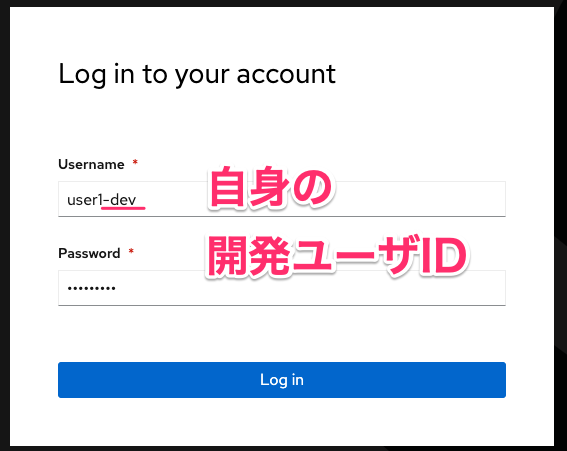 Log in to your account
Username *
user1-dev
自身の
Password *
開発ユーザID
•••••••••
Log in